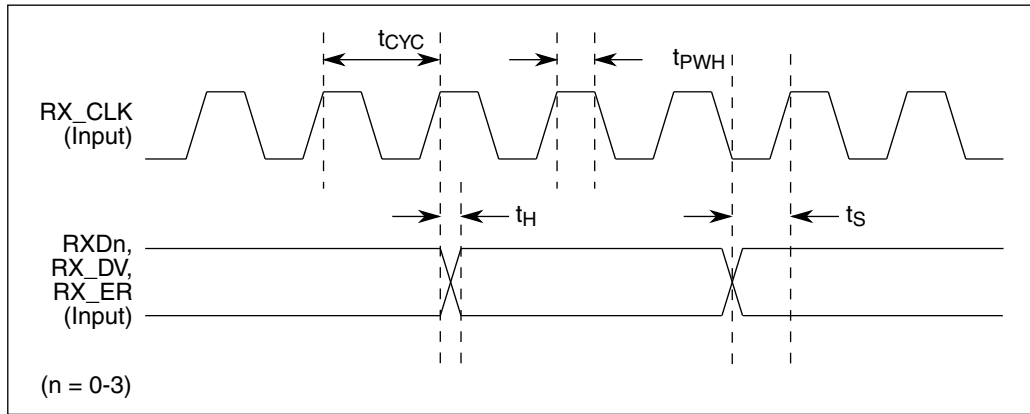 tCYC
tPWH
RX_CLK
(Input)
tH
tS
RXDn,
RX_DV,
RX_ER
(Input)
(n = 0-3)